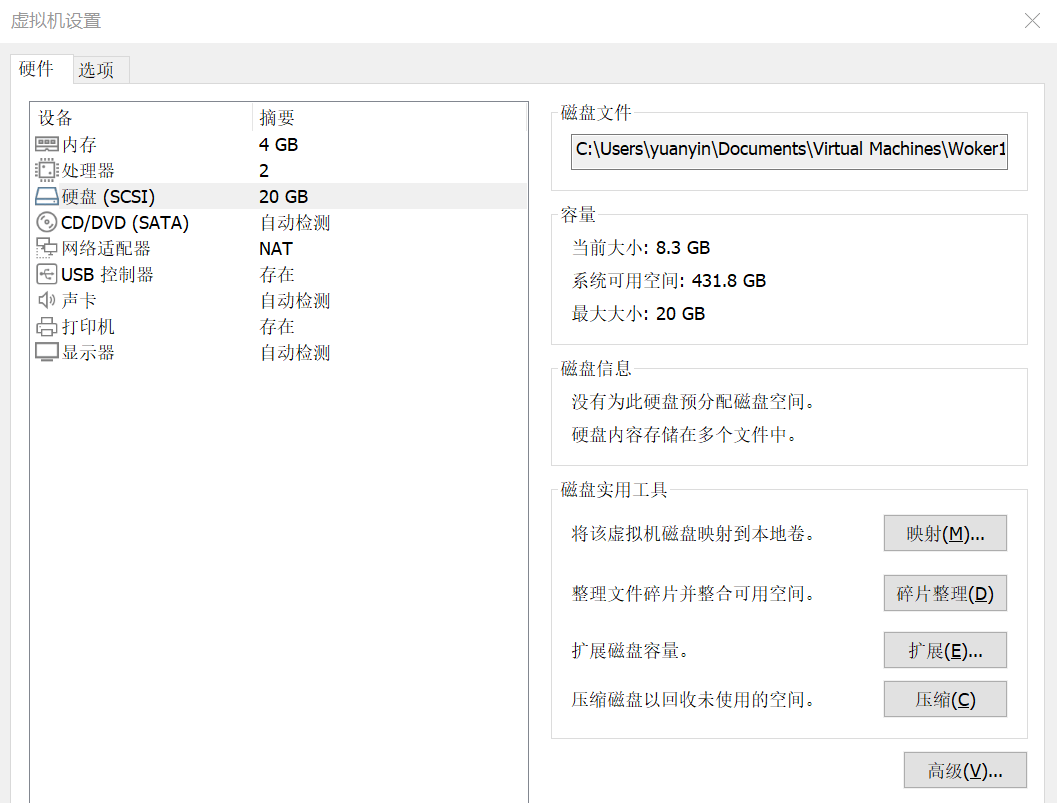 虚拟机设置
硬件 选项
设备 摘要
内存 4 GB
处理器 2
硬盘 (SCSI) 20 GB
CD/DVD (SATA) 自动检测
网络适配器 NAT
USB 控制器 存在
声卡 自动检测
打印机 存在
显示器 自动检测
磁盘文件
C:\Users\yuanyin\Documents\Virtual Machines\Woker1
容量
当前大小: 8.3 GB
系统可用空间: 431.8 GB
最大大小: 20 GB
磁盘信息
没有为此硬盘预分配磁盘空间。
硬盘内容存储在多个文件中。
磁盘实用工具
将该虚拟机磁盘映射到本地卷。 映射(M)...
整理文件碎片并整合可用空间。 碎片整理(D)
扩展磁盘容量。 扩展(E)...
压缩磁盘以回收未使用的空间。 压缩(C)
高级(V)...